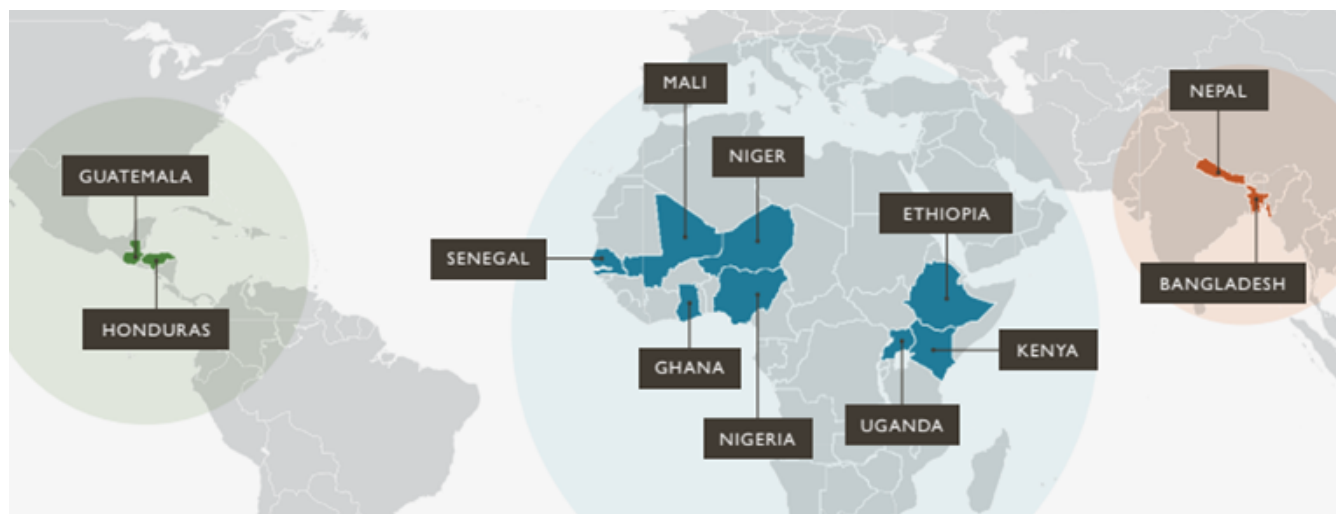 MALI
NEPAL
NIGER
GUATEMALA
ETHIOPIA
SENEGAL
BANGLADESH
HONDURAS
KENYA
GHANA
UGANDA
NIGERIA